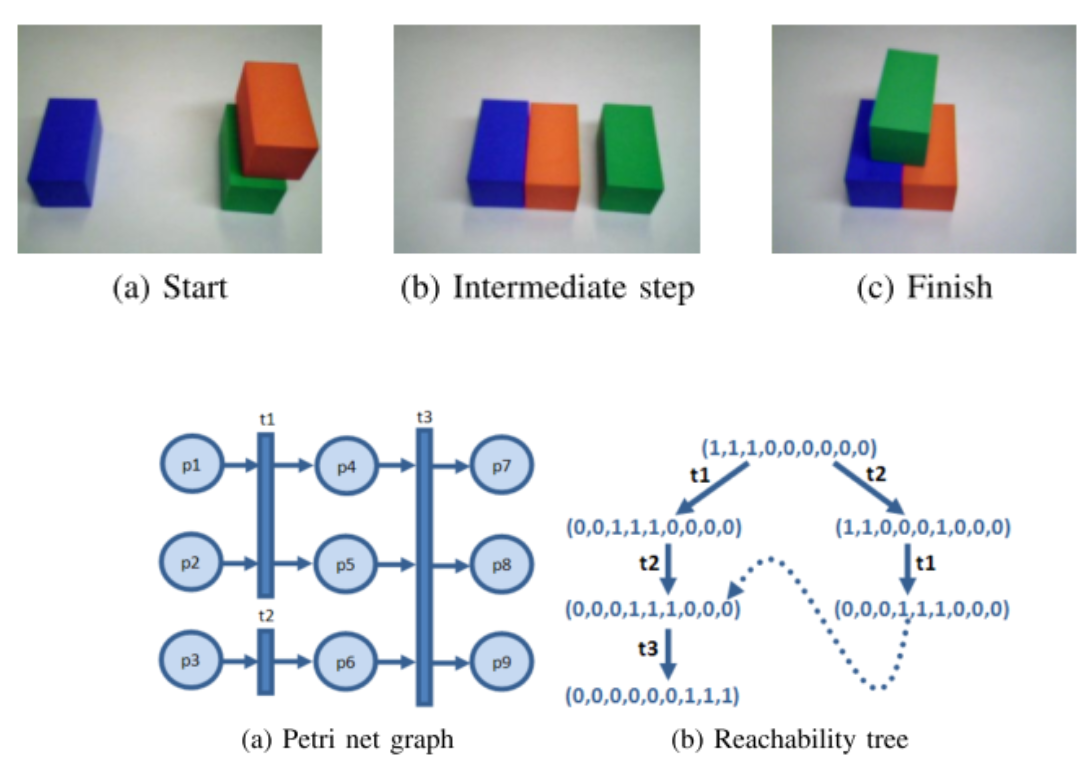 (a) Start
(b) Intermediate step
(c) Finish
t1
t3
p1
p4
p7
p2
p5
p8
t2
p3
p6
p9
(a) Petri net graph
(1,1,1,0,0,0,0,0,0)
t1
t2
(0,0,1,1,1,0,0,0,0)
(1,1,0,0,0,1,0,0,0)
t2
t1
(0,0,0,1,1,1,0,0,0)
(0,0,0,1,1,1,0,0,0)
t3
(0,0,0,0,0,0,1,1,1)
(b) Reachability tree